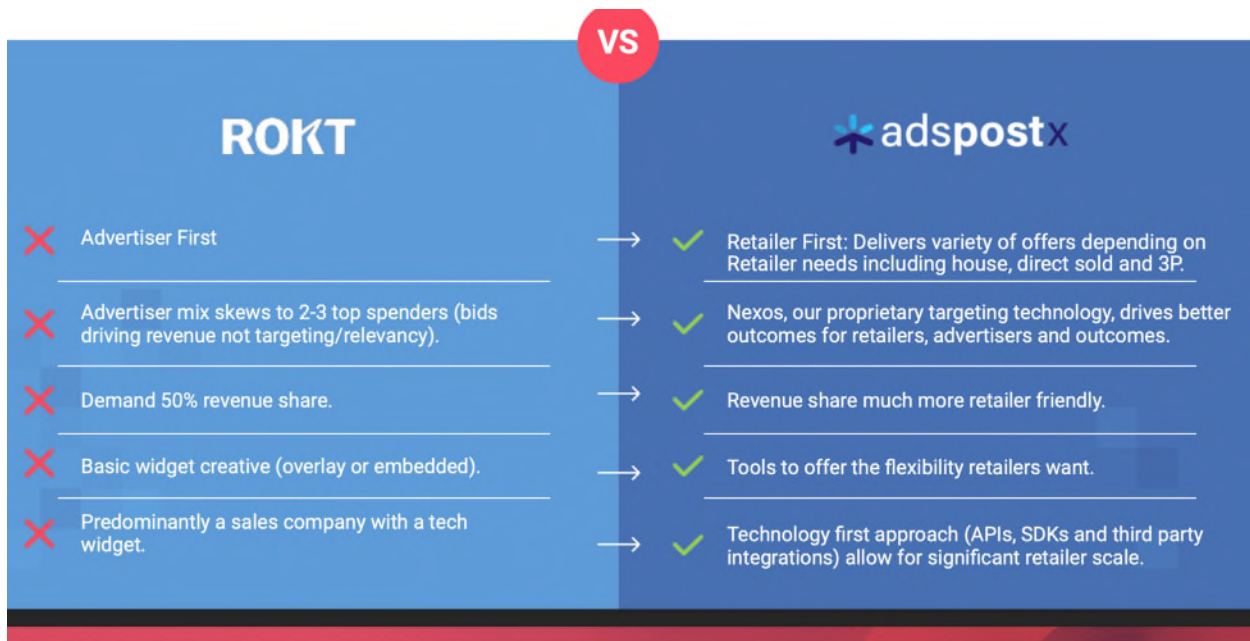 VS
ROKT
adspostx
Advertiser First
Retailer First: Delivers variety of offers depending on
Retailer needs including house, direct sold and 3P.
Advertiser mix skews to 2-3 top spenders (bids
driving revenue not targeting/relevancy).
Nexos, our proprietary targeting technology, drives better
outcomes for retailers, advertisers and outcomes.
Demand 50% revenue share.
Revenue share much more retailer friendly.
Basic widget creative (overlay or embedded).
Tools to offer the flexibility retailers want.
Predominantly a sales company with a tech
widget.
Technology first approach (APIs, SDKs and third party
integrations) allow for significant retailer scale.